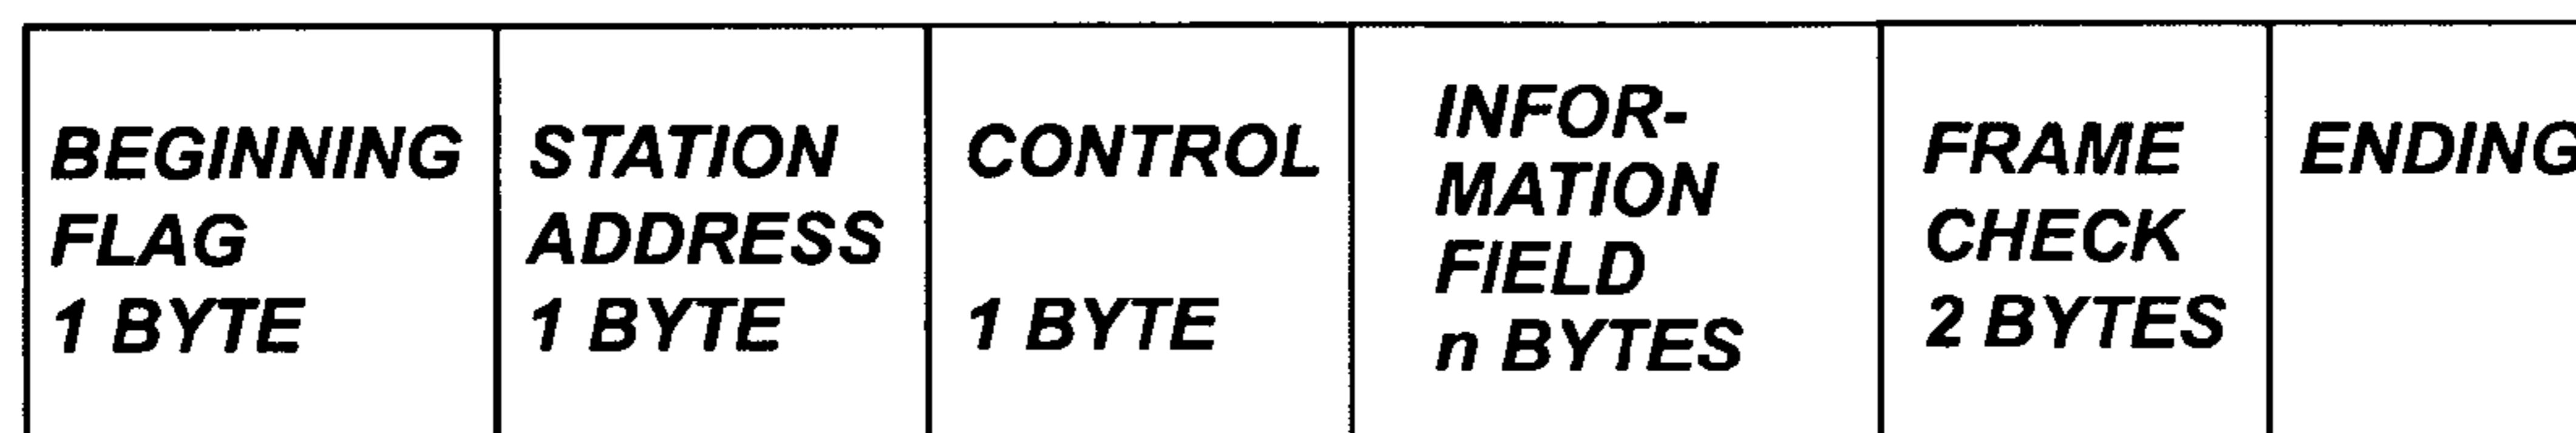 BEGINNING
FLAG
1 BYTE
STATION
ADDRESS
1 BYTE
CONTROL
1 BYTE
INFOR-
MATION
FIELD
n BYTES
FRAME
CHECK
2 BYTES
ENDING